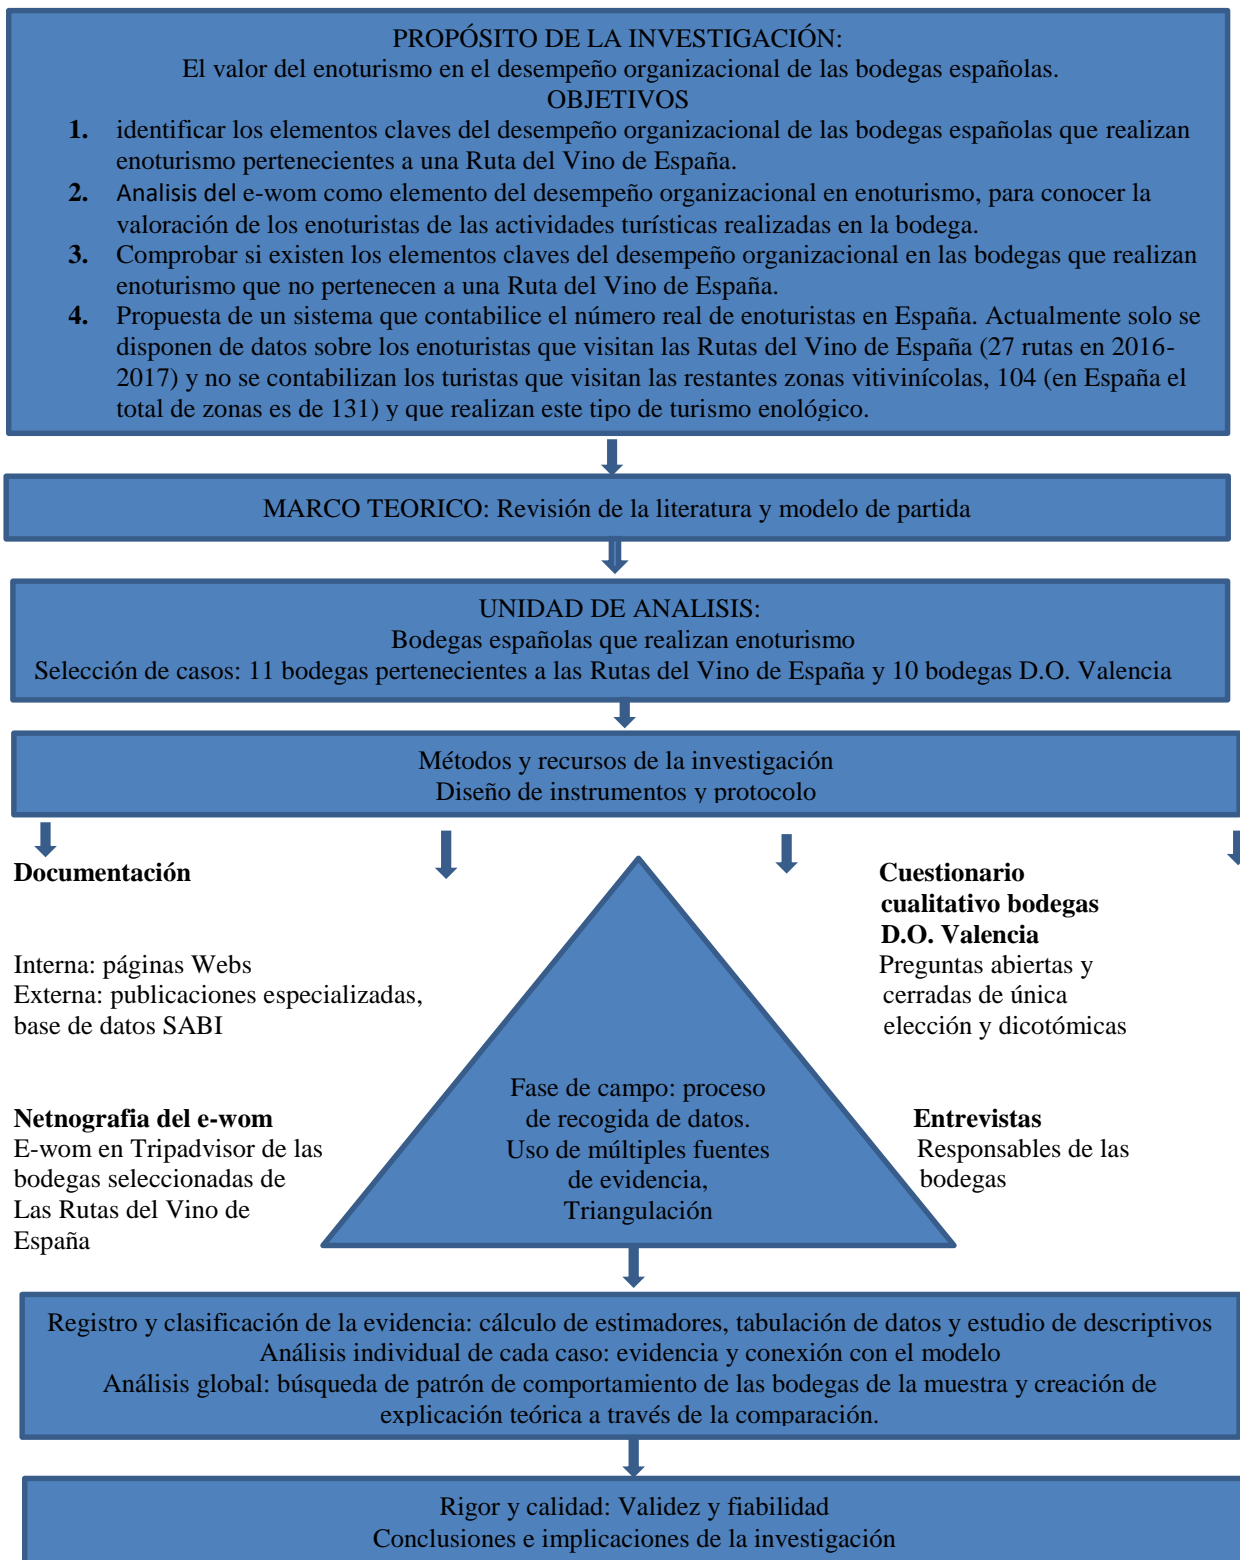 PROPÓSITO DE LA INVESTIGACIÓN:
El valor del enoturismo en el desempeño organizacional de las bodegas españolas.
OBJETIVOS
1. identificar los elementos claves del desempeño organizacional de las bodegas españolas que realizan
enoturismo pertenecientes a una Ruta del Vino de España.
2. Analisis del e-wom como elemento del desempeño organizacional en enoturismo, para conocer la
valoración de los enoturistas de las actividades turísticas realizadas en la bodega.
3. Comprobar si existen los elementos claves del desempeño organizacional en las bodegas que realizan
enoturismo que no pertenecen a una Ruta del Vino de España.
4. Propuesta de un sistema que contabilice el número real de enoturistas en España. Actualmente solo se
disponen de datos sobre los enoturistas que visitan las Rutas del Vino de España (27 rutas en 2016-
2017) y no se contabilizan los turistas que visitan las restantes zonas vitivinícolas, 104 (en España el
total de zonas es de 131) y que realizan este tipo de turismo enológico.
MARCO TEORICO: Revisión de la literatura y modelo de partida
UNIDAD DE ANALISIS:
Bodegas españolas que realizan enoturismo
Selección de casos: 11 bodegas pertenecientes a las Rutas del Vino de España y 10 bodegas D.O. Valencia
Métodos y recursos de la investigación
Diseño de instrumentos y protocolo
Documentación
Interna: páginas Webs
Externa: publicaciones especializadas,
base de datos SABI
Netnografia del e-wom
E-wom en Tripadvisor de las
bodegas seleccionadas de
Las Rutas del Vino de
España
Fase de campo: proceso
de recogida de datos.
Uso de múltiples fuentes
de evidencia,
Triangulación
Cuestionario
cualitativo bodegas
D.O. Valencia
Preguntas abiertas y
cerradas de única
elección y dicotómicas
Entrevistas
Responsables de las
bodegas
Registro y clasificación de la evidencia: cálculo de estimadores, tabulación de datos y estudio de descriptivos
Análisis individual de cada caso: evidencia y conexión con el modelo
Análisis global: búsqueda de patrón de comportamiento de las bodegas de la muestra y creación de
explicación teórica a través de la comparación.
Rigor y calidad: Validez y fiabilidad
Conclusiones e implicaciones de la investigación